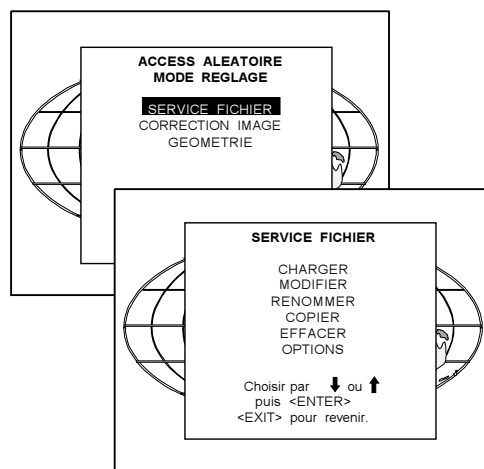 ACCESS ALEATOIRE
MODE REGLAGE
SERVICE FICHIER
CORRECTION IMAGE
GEOMETRIE
SERVICE FICHIER
CHARGER
MODIFIER
RENOMMER
COPIER
EFFACER
OPTIONS
Choisir par ⬇ ou ⬆
puis <ENTER>
<EXIT> pour revenir.